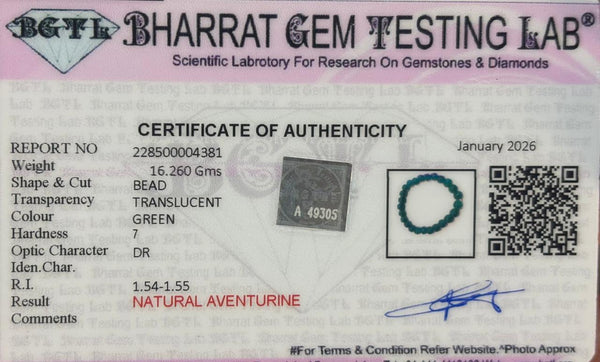 BGTL BHARRAT GEM TESTING LAB®
Scientific Labrotory For Research On Gemstones & Diamonds
CERTIFICATE OF AUTHENTICITY
January 2026
REPORT NO 228500004381
Weight 16.260 Gms
Shape & Cut BEAD
Transparency TRANSLUCENT
Colour GREEN
Hardness 7
Optic Character DR
Iden.Char.
R.I. 1.54-1.55
Result NATURAL AVENTURINE
Comments
A 49305
#For Terms & Condition Refer Website.^Photo Approx